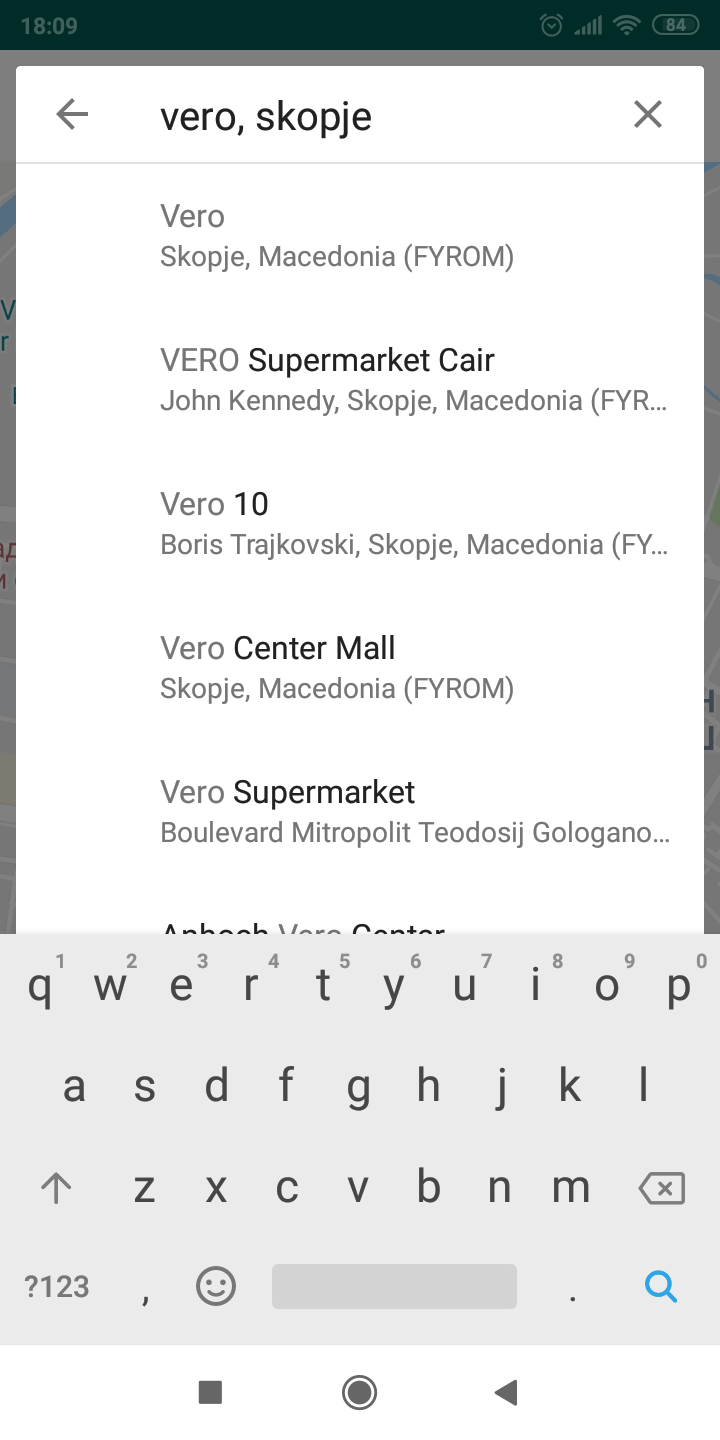 18:09
84
vero, skopje
Vero
Skopje, Macedonia (FYROM)
VERO Supermarket Cair
John Kennedy, Skopje, Macedonia (FYR...
Vero 10
Boris Trajkovski, Skopje, Macedonia (FY...
Vero Center Mall
Skopje, Macedonia (FYROM)
Vero Supermarket
Boulevard Mitropolit Teodosij Gologano...
Vero Center
1 2 3 4 5 6 7 8 9 0
q w e r t y u i o p
a s d f g h j k l
z x c v b n m
?123 , .